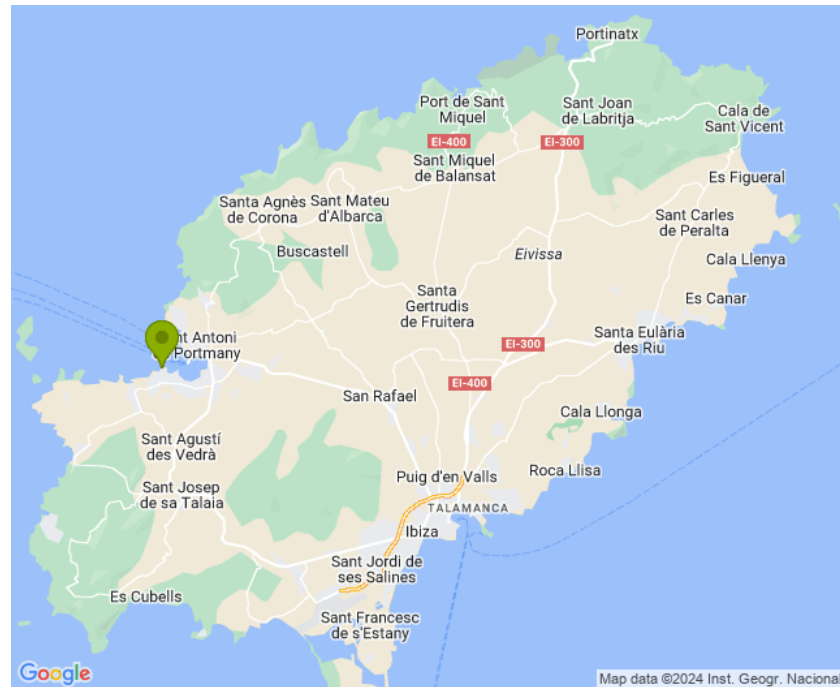 Portinatx
Port de Sant
Miquel
Sant Joan
de Labritja
Cala de
Sant Vicent
EI-400
EI-300
Sant Miquel
de Balansat
Es Figueral
Santa Agnès
de Corona
Sant Mateu
d'Albarca
Sant Carles
de Peralta
Buscastell
Eivissa
Cala Llenya
Santa
Gertrudis
de Fruitera
Es Canar
nt Antoni
Portmany
Santa Eulària
des Riu
EI-300
EI-400
San Rafael
Cala Llonga
Sant Agustí
des Vedrà
Roca Llisa
Puig d'en Valls
Sant Josep
de sa Talaia
TALAMANCA
Ibiza
Sant Jordi de
ses Salines
Es Cubells
Sant Francesc
de s'Estany
Google
Map data ©2024 Inst. Geogr. Nacional